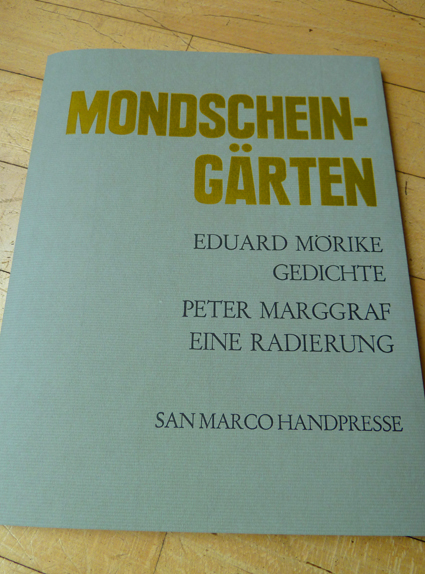 MONDSCHEIN-
GÄRTEN
EDUARD MÖRIKE
GEDICHTE
PETER MARGGRAF
EINE RADIERUNG
SAN MARCO HANDPRESSE